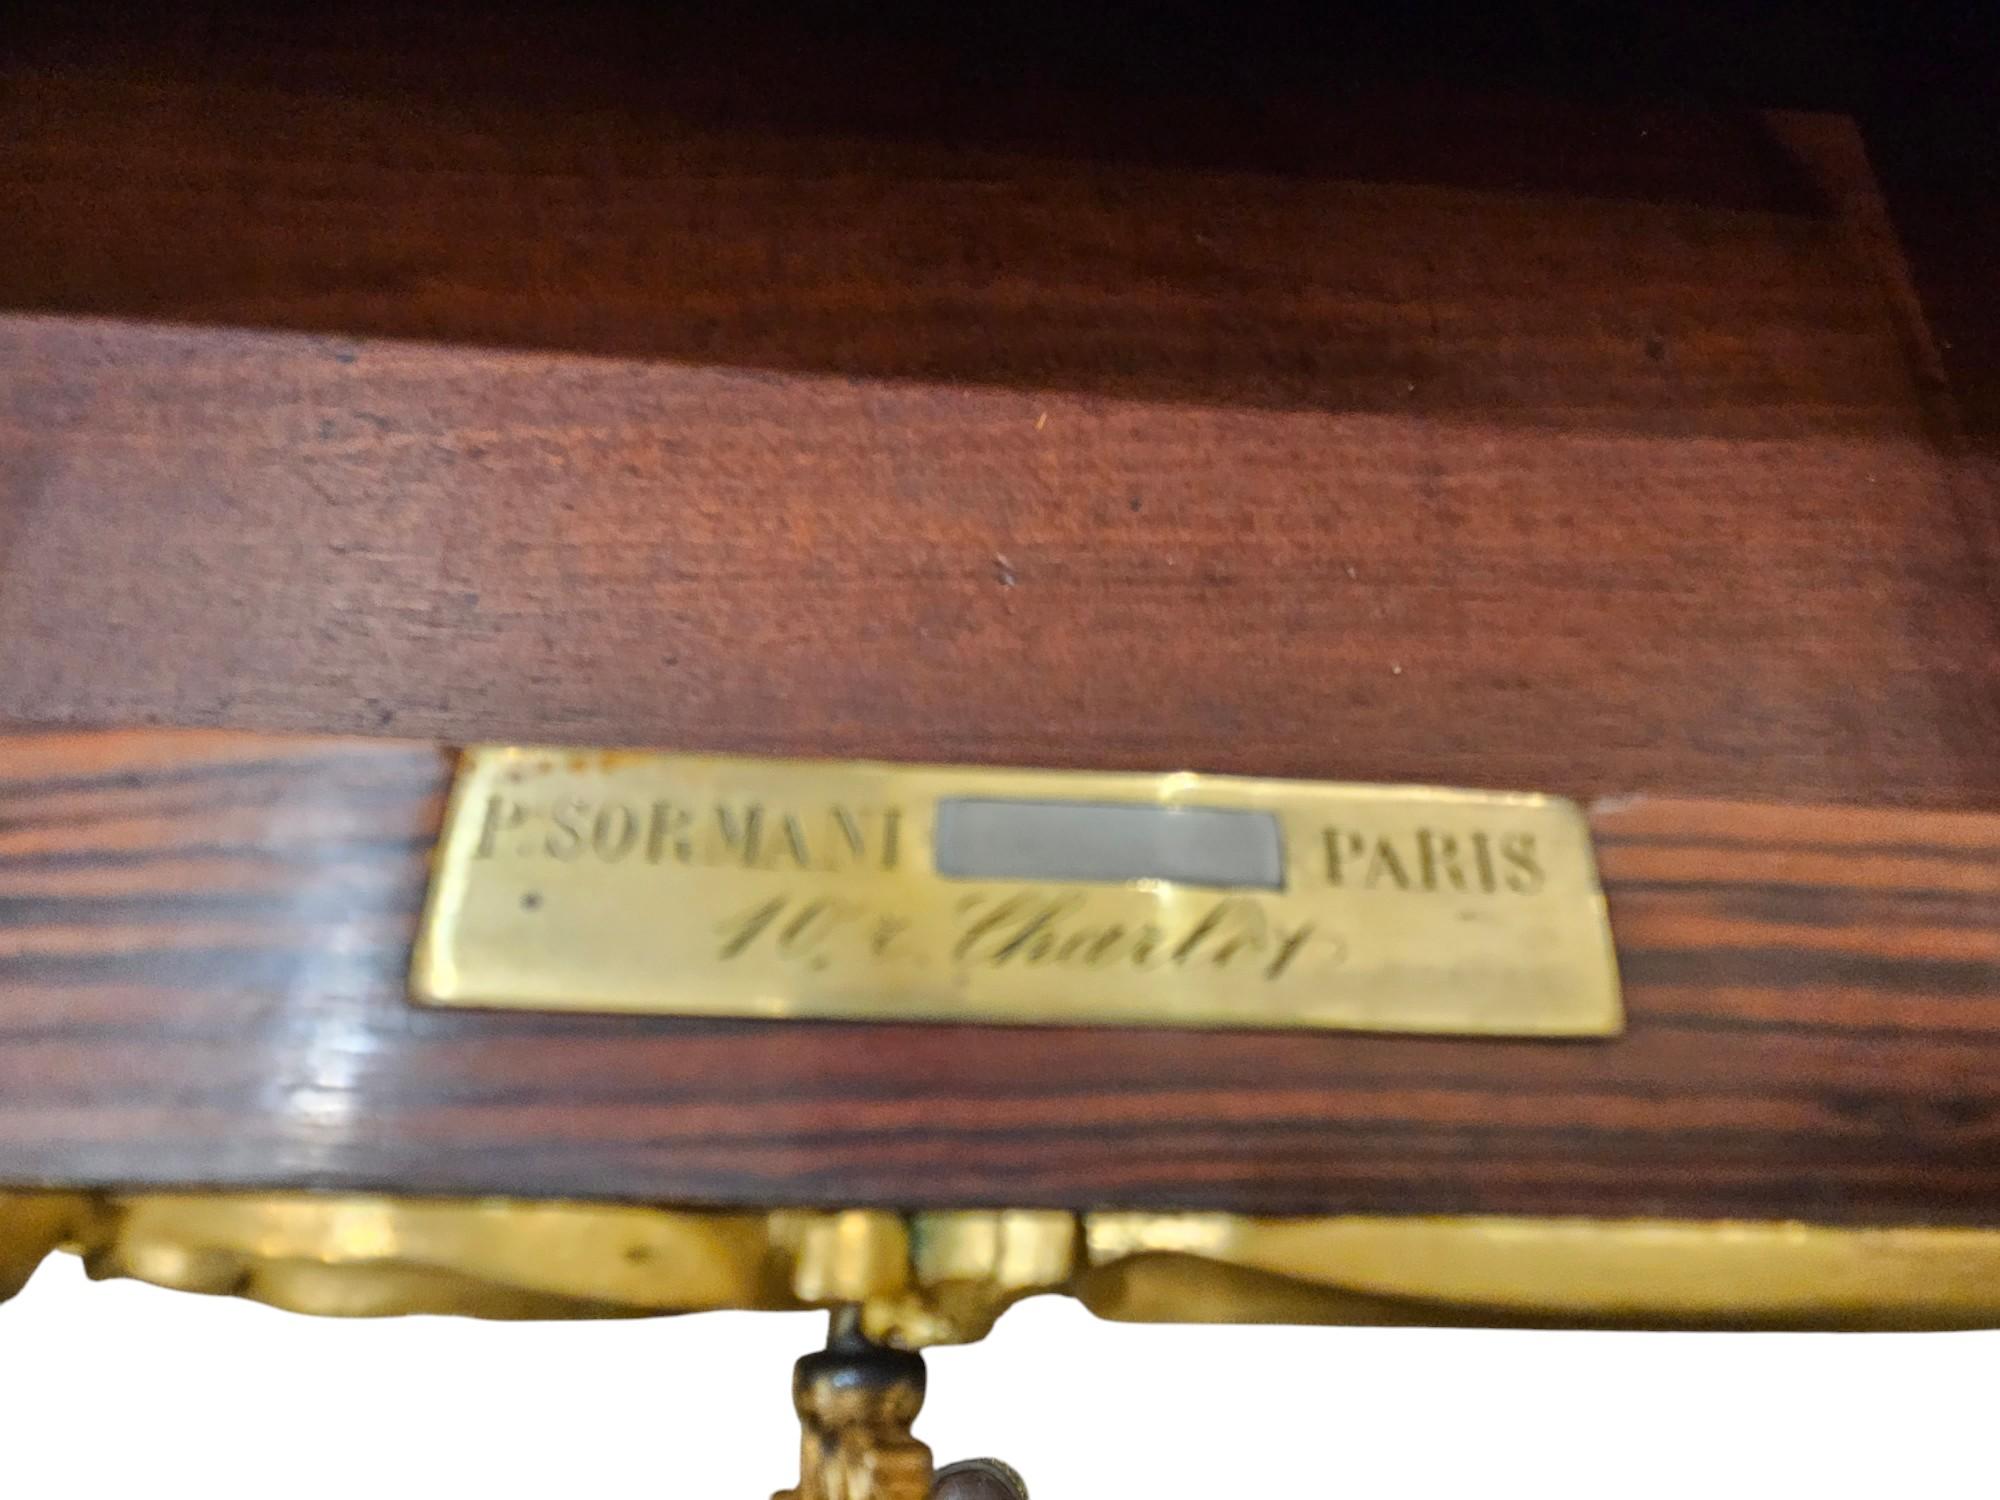 P. SORMANI PARIS
10, r. Charlot